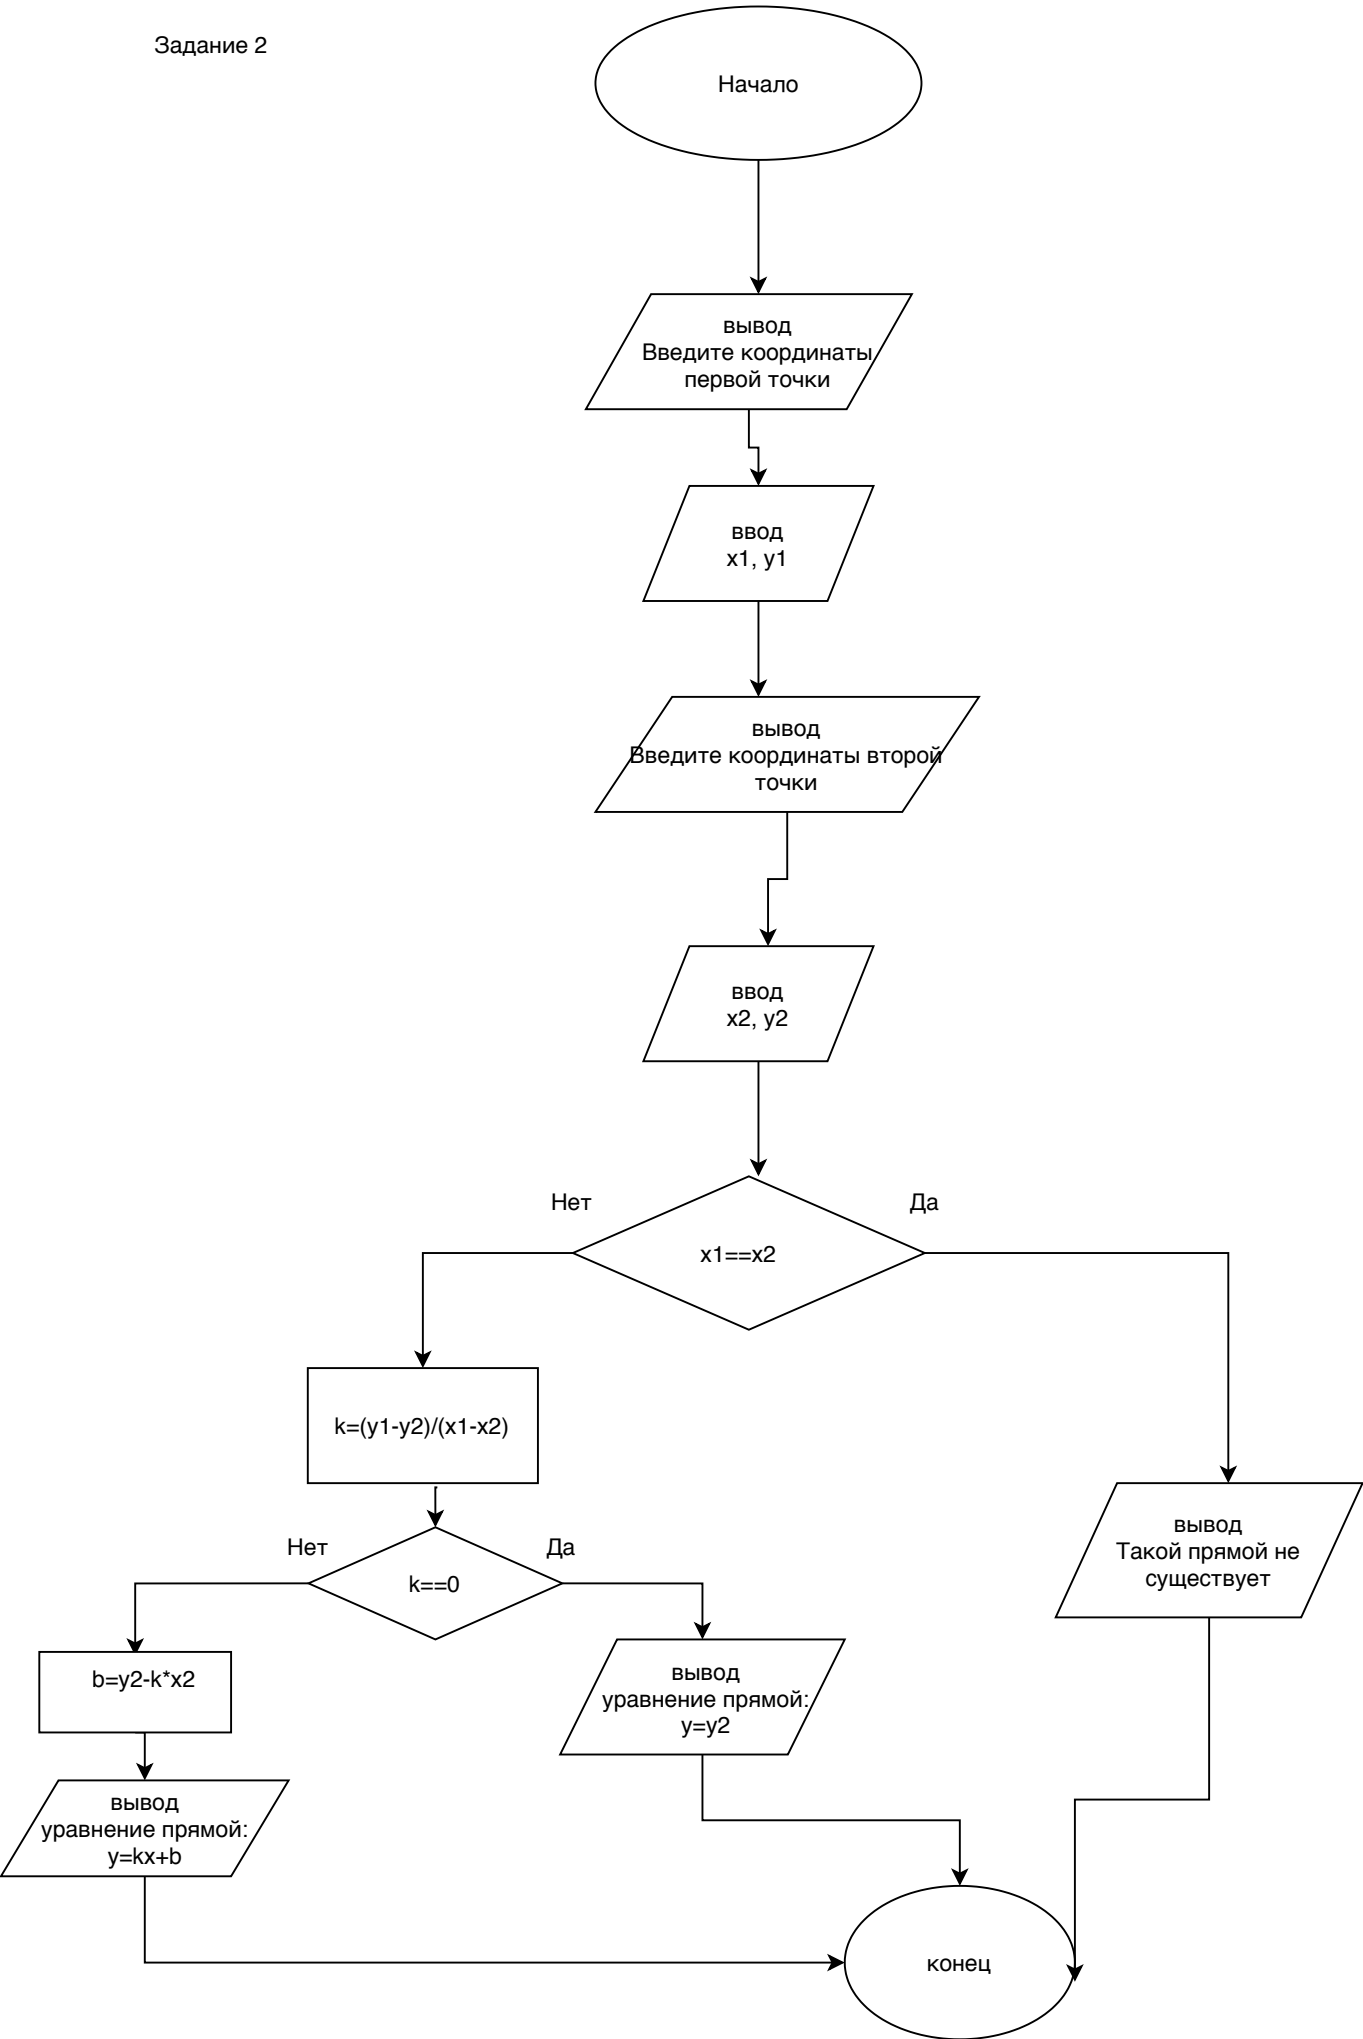 Задание 2
Начало
вывод
Введите координаты
первой точки
ввод
x1, y1
вывод
Введите координаты второй
точки
ввод
x2, y2
Нет
Да
x1==x2
k=(y1-y2)/(x1-x2)
вывод
Такой прямой не
существует
Нет
Да
k==0
b=y2-k*x2
вывод
уравнение прямой:
y=y2
вывод
уравнение прямой:
y=kx+b
конец